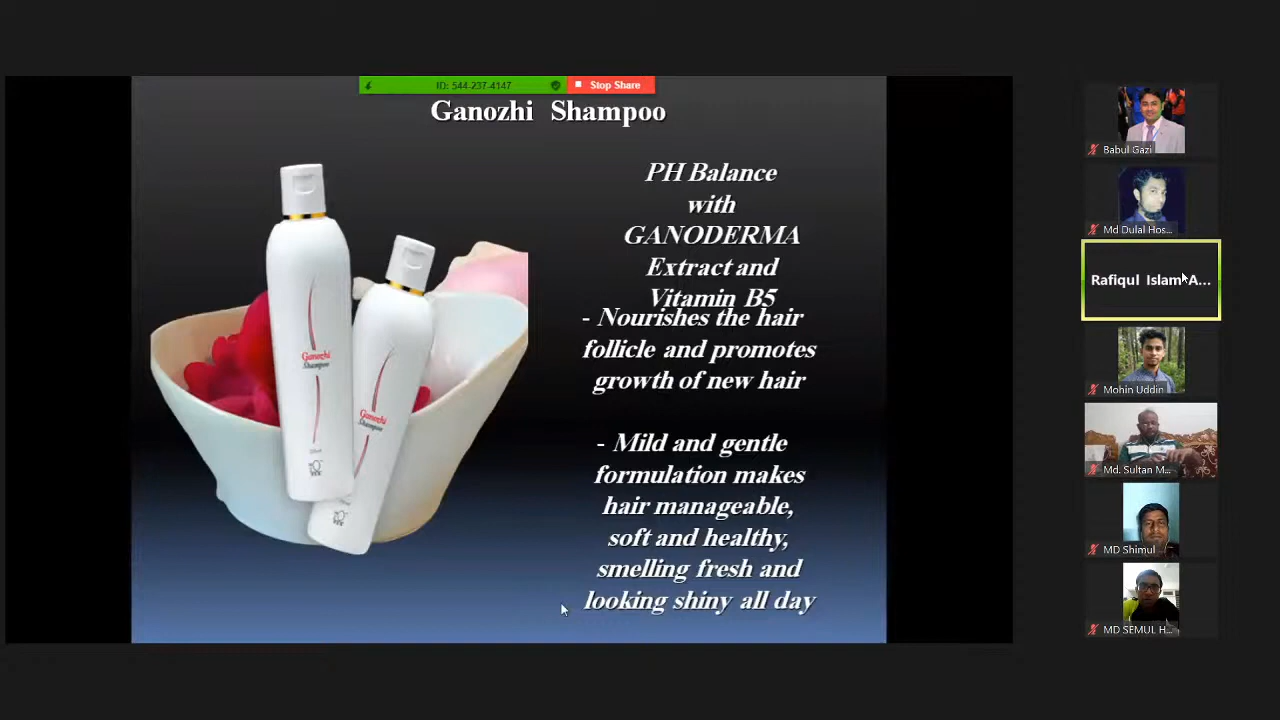 ID: 544-237-4147
Stop Share
Ganozhi Shampoo
PH Balance
with
GANODERMA
Extract and
Vitamin B5
- Nourishes the hair
follicle and promotes
growth of new hair
- Mild and gentle
formulation makes
hair manageable,
soft and healthy,
smelling fresh and
looking shiny all day
Ganozhi
Shampoo
Ganozhi
Shampoo
Babul Gazi
Md Dulal Hos...
Rafiqul Islam A...
Mohin Uddin
Md. Sultan M...
MD Shimul
MD SEMUL H...